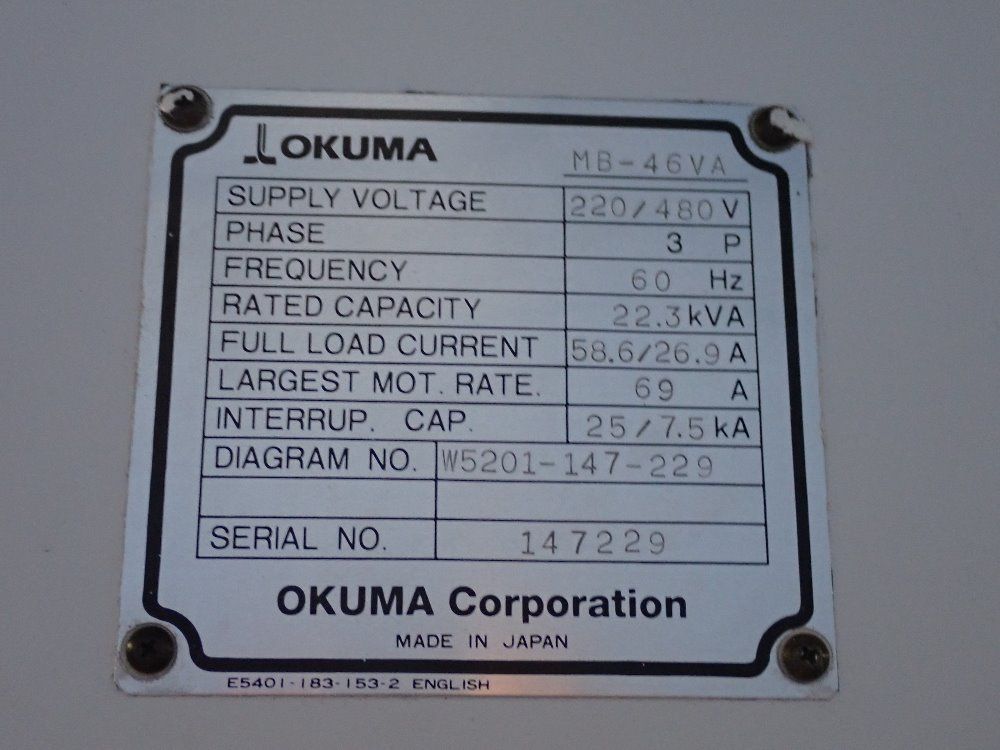 OKUMA MB-46VA
SUPPLY VOLTAGE 220/480 V
PHASE 3 P
FREQUENCY 60 Hz
RATED CAPACITY 22.3 kVA
FULL LOAD CURRENT 58.6/26.9 A
LARGEST MOT. RATE. 69 A
INTERRUP. CAP. 25/7.5 kA
DIAGRAM NO. W5201-147-229
SERIAL NO. 147229
OKUMA Corporation
MADE IN JAPAN
E5401-183-153-2 ENGLISH